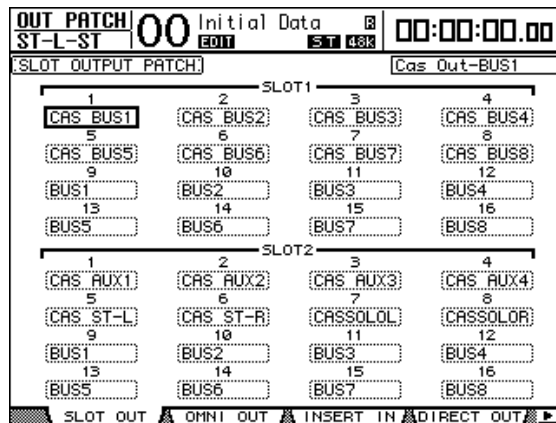 OUT PATCH 00 Initial Data R 00:00:00.00
ST-L-ST EDIT ST 48K
SLOT OUTPUT PATCH Cas Out-BUS1
SLOT1
1 2 3 4
CAS BUS1 CAS BUS2 CAS BUS3 CAS BUS4
5 6 7 8
CAS BUS5 CAS BUS6 CAS BUS7 CAS BUS8
9 10 11 12
BUS1 BUS2 BUS3 BUS4
13 14 15 16
BUS5 BUS6 BUS7 BUS8
SLOT2
1 2 3 4
CAS AUX1 CAS AUX2 CAS AUX3 CAS AUX4
5 6 7 8
CAS ST-L CAS ST-R CASSOLOL CASSOLOR
9 10 11 12
BUS1 BUS2 BUS3 BUS4
13 14 15 16
BUS5 BUS6 BUS7 BUS8
SLOT OUT OMNI OUT INSERT IN DIRECT OUT